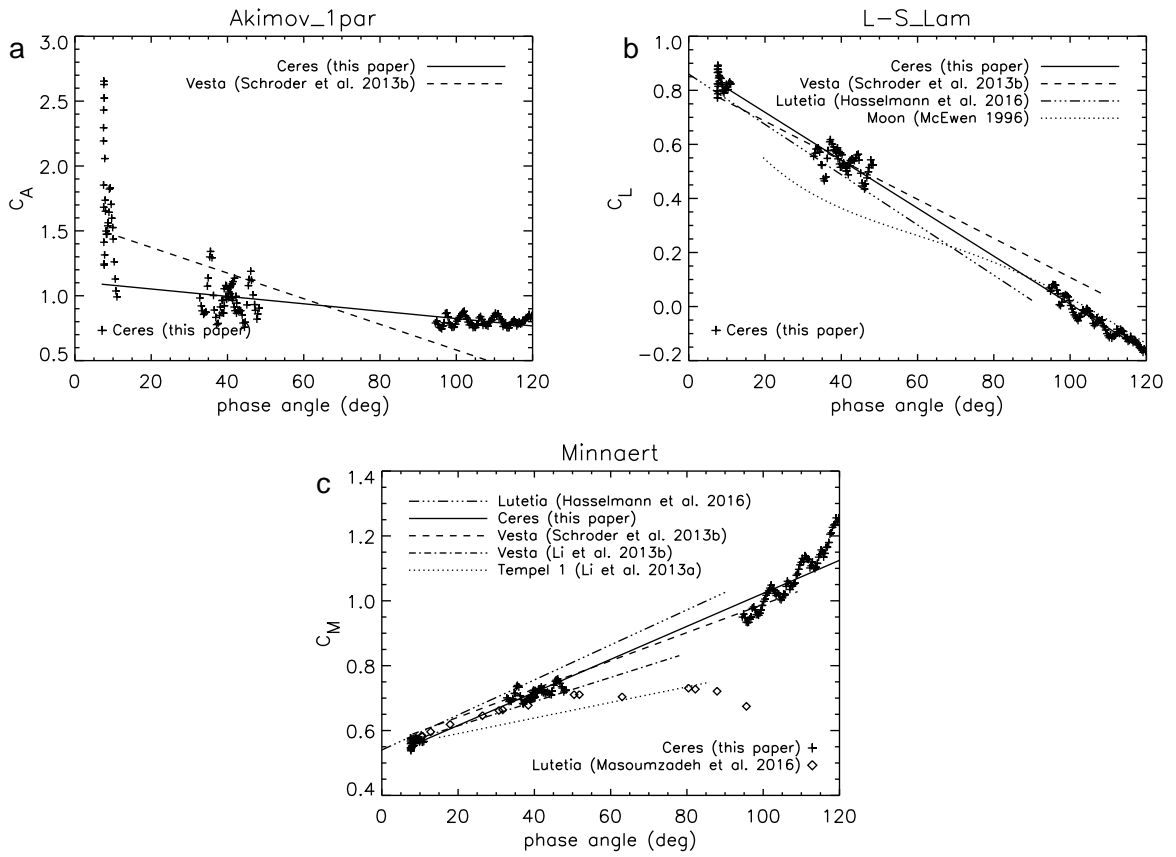 Akimov_1par
a
3.0
2.5
2.0
1.5
1.0
0.5
C_A
Ceres (this paper)
Vesta (Schroder et al. 2013b)
Ceres (this paper)
0 20 40 60 80 100 120
phase angle (deg)
L-S_Lam
b
1.0
0.8
0.6
0.4
0.2
0.0
-0.2
C_L
Ceres (this paper)
Vesta (Schroder et al. 2013b)
Lutetia (Hasselmann et al. 2016)
Moon (McEwen 1996)
Ceres (this paper)
0 20 40 60 80 100 120
phase angle (deg)
Minnaert
c
1.4
1.2
1.0
0.8
0.6
0.4
C_M
Lutetia (Hasselmann et al. 2016)
Ceres (this paper)
Vesta (Schroder et al. 2013b)
Vesta (Li et al. 2013b)
Tempel 1 (Li et al. 2013a)
Ceres (this paper)
Lutetia (Masoumzadeh et al. 2016)
0 20 40 60 80 100 120
phase angle (deg)